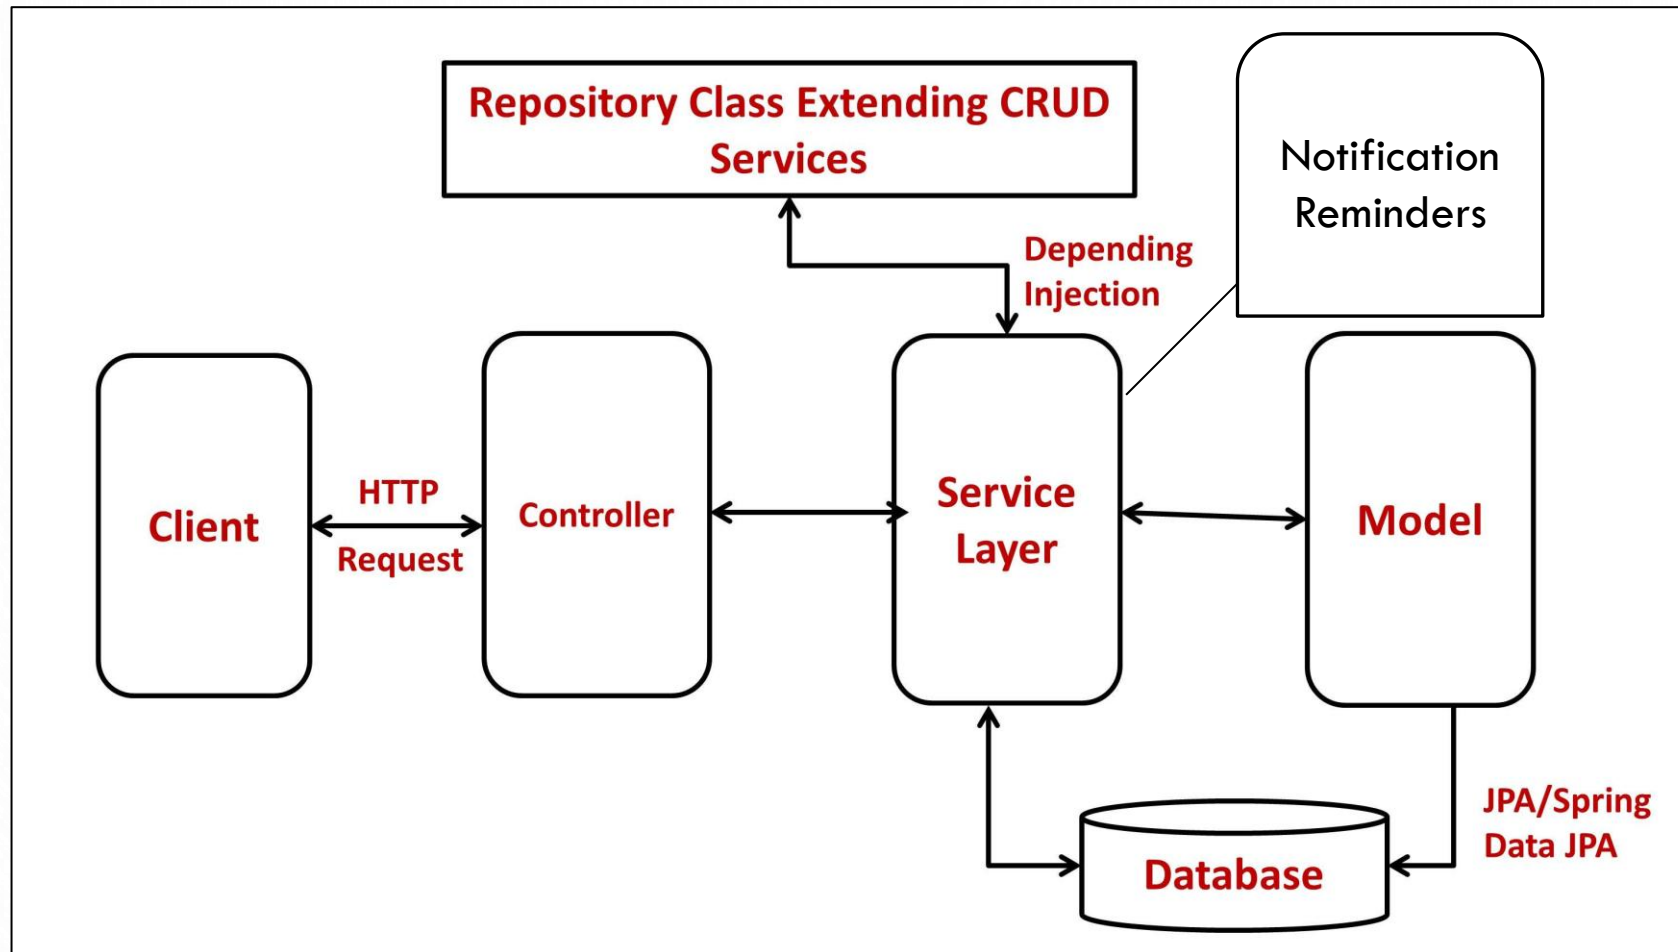 Repository Class Extending CRUD
Services
Notification
Reminders
Depending
Injection
Client
HTTP
Request
Controller
Service
Layer
Model
JPA/Spring
Data JPA
Database